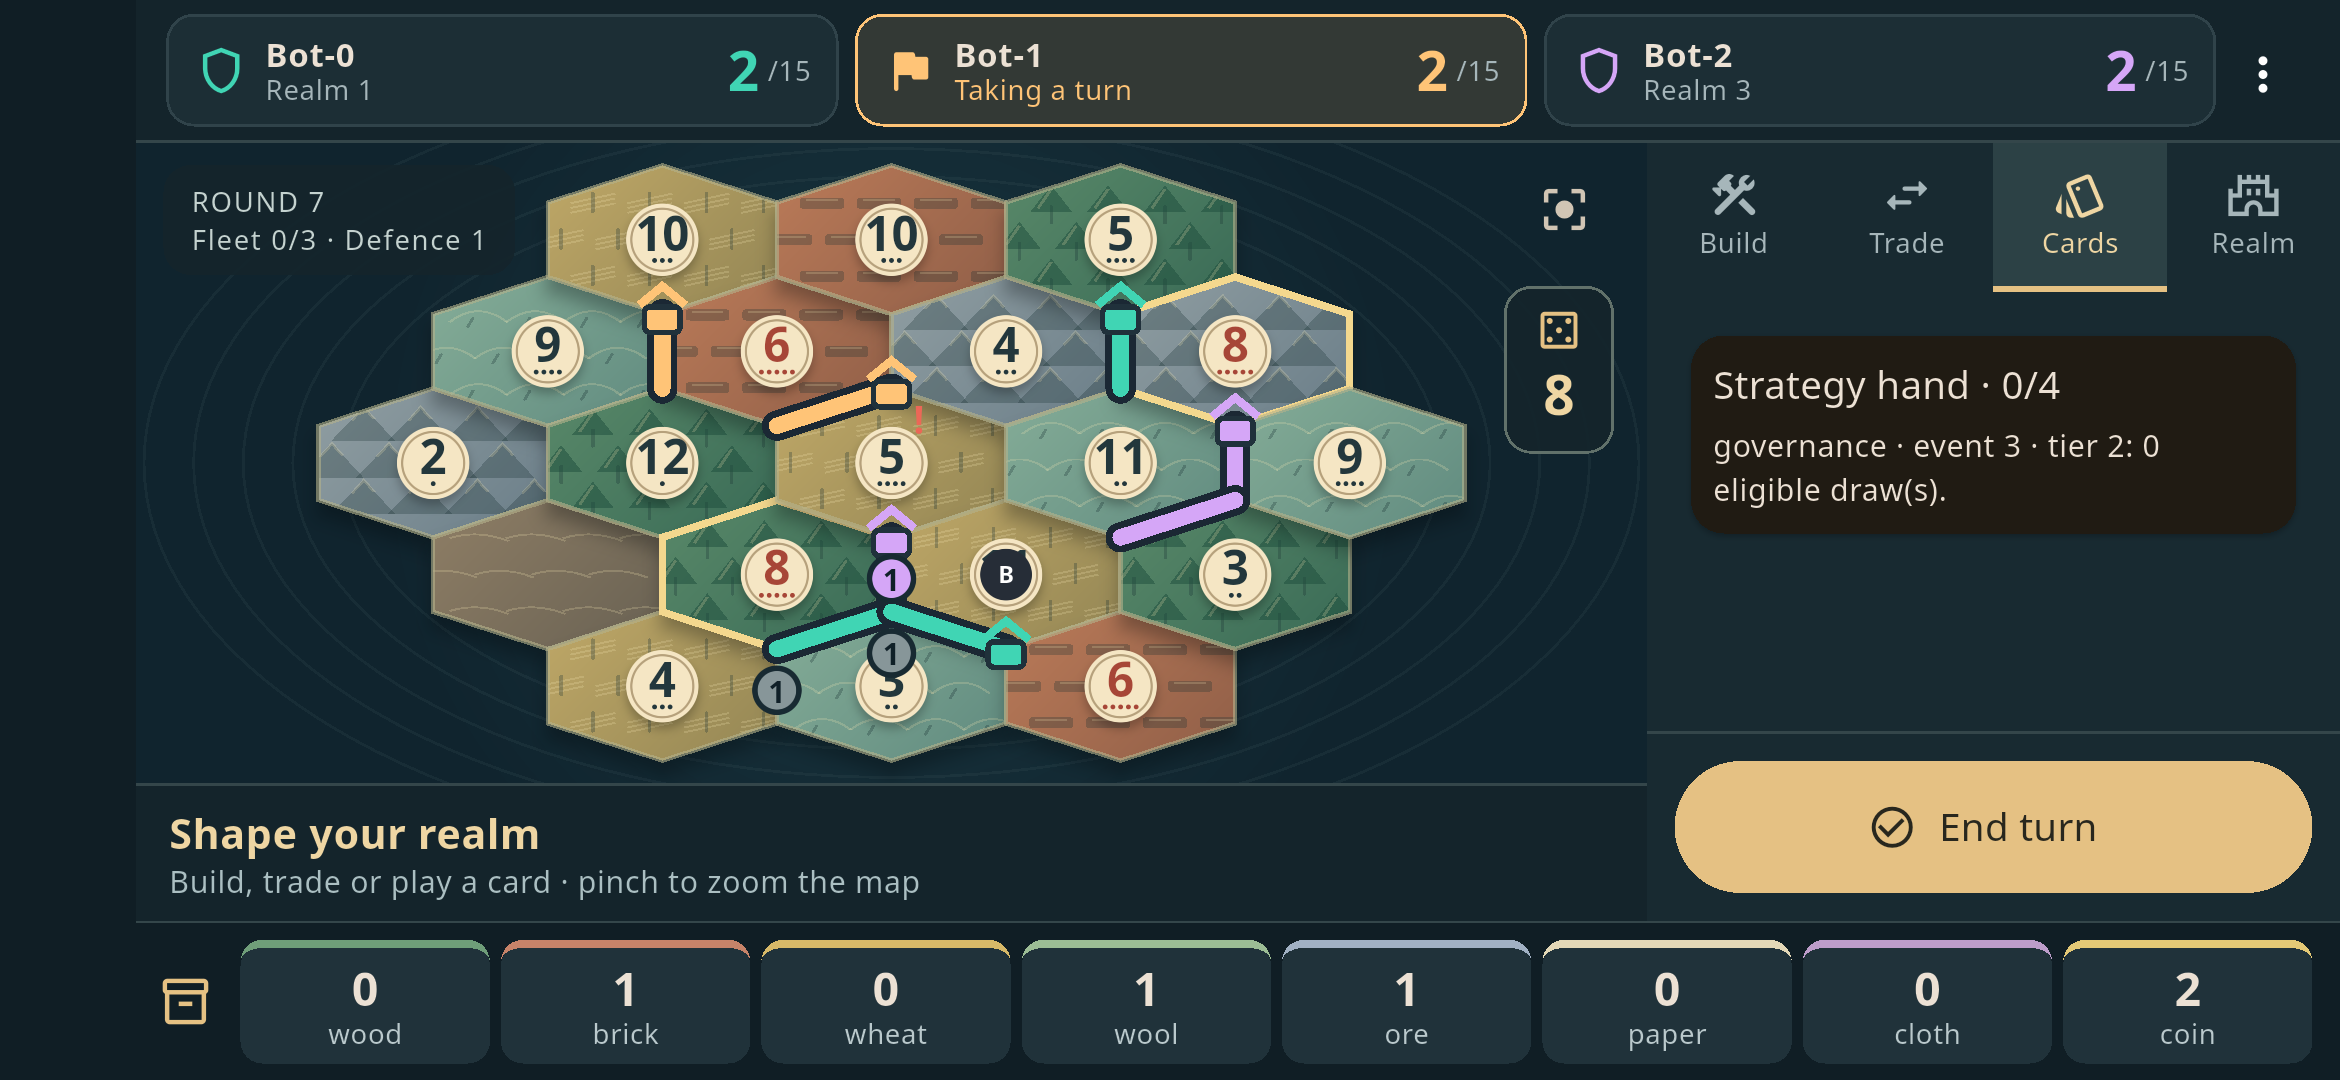 Bot-0
Realm 1
2 /15
Bot-1
Taking a turn
2 /15
Bot-2
Realm 3
2 /15
ROUND 7
Fleet 0/3 · Defence 1
10
10
5
9
6
4
8
8
2
12
5
!
11
9
8
1
B
3
1
4
1
3
6
Build
Trade
Cards
Realm
Strategy hand · 0/4
governance · event 3 · tier 2: 0
eligible draw(s).
Shape your realm
Build, trade or play a card · pinch to zoom the map
End turn
0
wood
1
brick
0
wheat
1
wool
1
ore
0
paper
0
cloth
2
coin